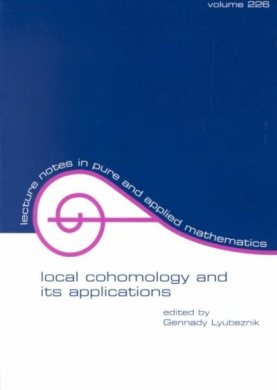 volume 226
lecture notes in pure and applied mathematics
local cohomology and
its applications
edited by
Gennady Lyubeznik